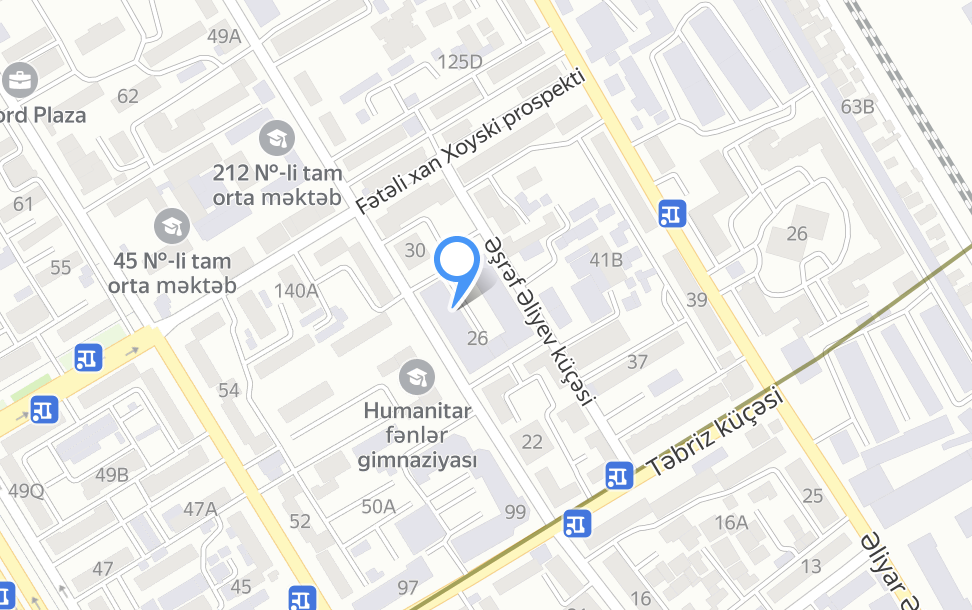 49A
125D
ord Plaza
62
63B
212 Nº-li tam
orta məktəb
Fətəli xan Xoyski prospekti
61
45 Nº-li tam
orta məktəb
55
30
140A
Əşrəf Əliyev küçəsi
41B
26
39
26
37
54
Humanitar
fənlər
gimnaziyası
22
Təbriz küçəsi
49Q
49B
47A
50A
52
99
25
16A
Əliyar Ə
47
45
97
13
16
20